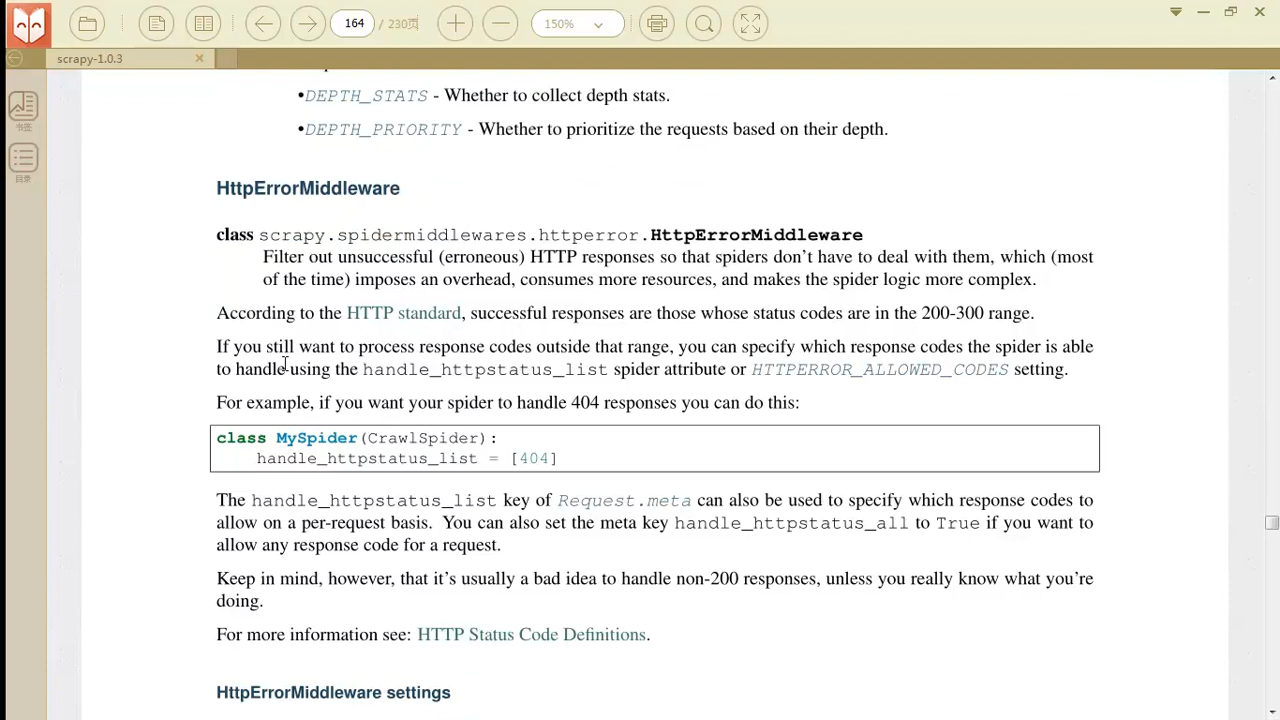 164 / 230页
150%
scrapy-1.0.3
书签
目录
•DEPTH_STATS - Whether to collect depth stats.
•DEPTH_PRIORITY - Whether to prioritize the requests based on their depth.
HttpErrorMiddleware
class scrapy.spidermiddlewares.httperror.HttpErrorMiddleware
Filter out unsuccessful (erroneous) HTTP responses so that spiders don't have to deal with them, which (most
of the time) imposes an overhead, consumes more resources, and makes the spider logic more complex.
According to the HTTP standard, successful responses are those whose status codes are in the 200-300 range.
If you still want to process response codes outside that range, you can specify which response codes the spider is able
to handle using the handle_httpstatus_list spider attribute or HTTPERROR_ALLOWED_CODES setting.
For example, if you want your spider to handle 404 responses you can do this:
class MySpider(CrawlSpider):
    handle_httpstatus_list = [404]
The handle_httpstatus_list key of Request.meta can also be used to specify which response codes to
allow on a per-request basis. You can also set the meta key handle_httpstatus_all to True if you want to
allow any response code for a request.
Keep in mind, however, that it's usually a bad idea to handle non-200 responses, unless you really know what you're
doing.
For more information see: HTTP Status Code Definitions.
HttpErrorMiddleware settings